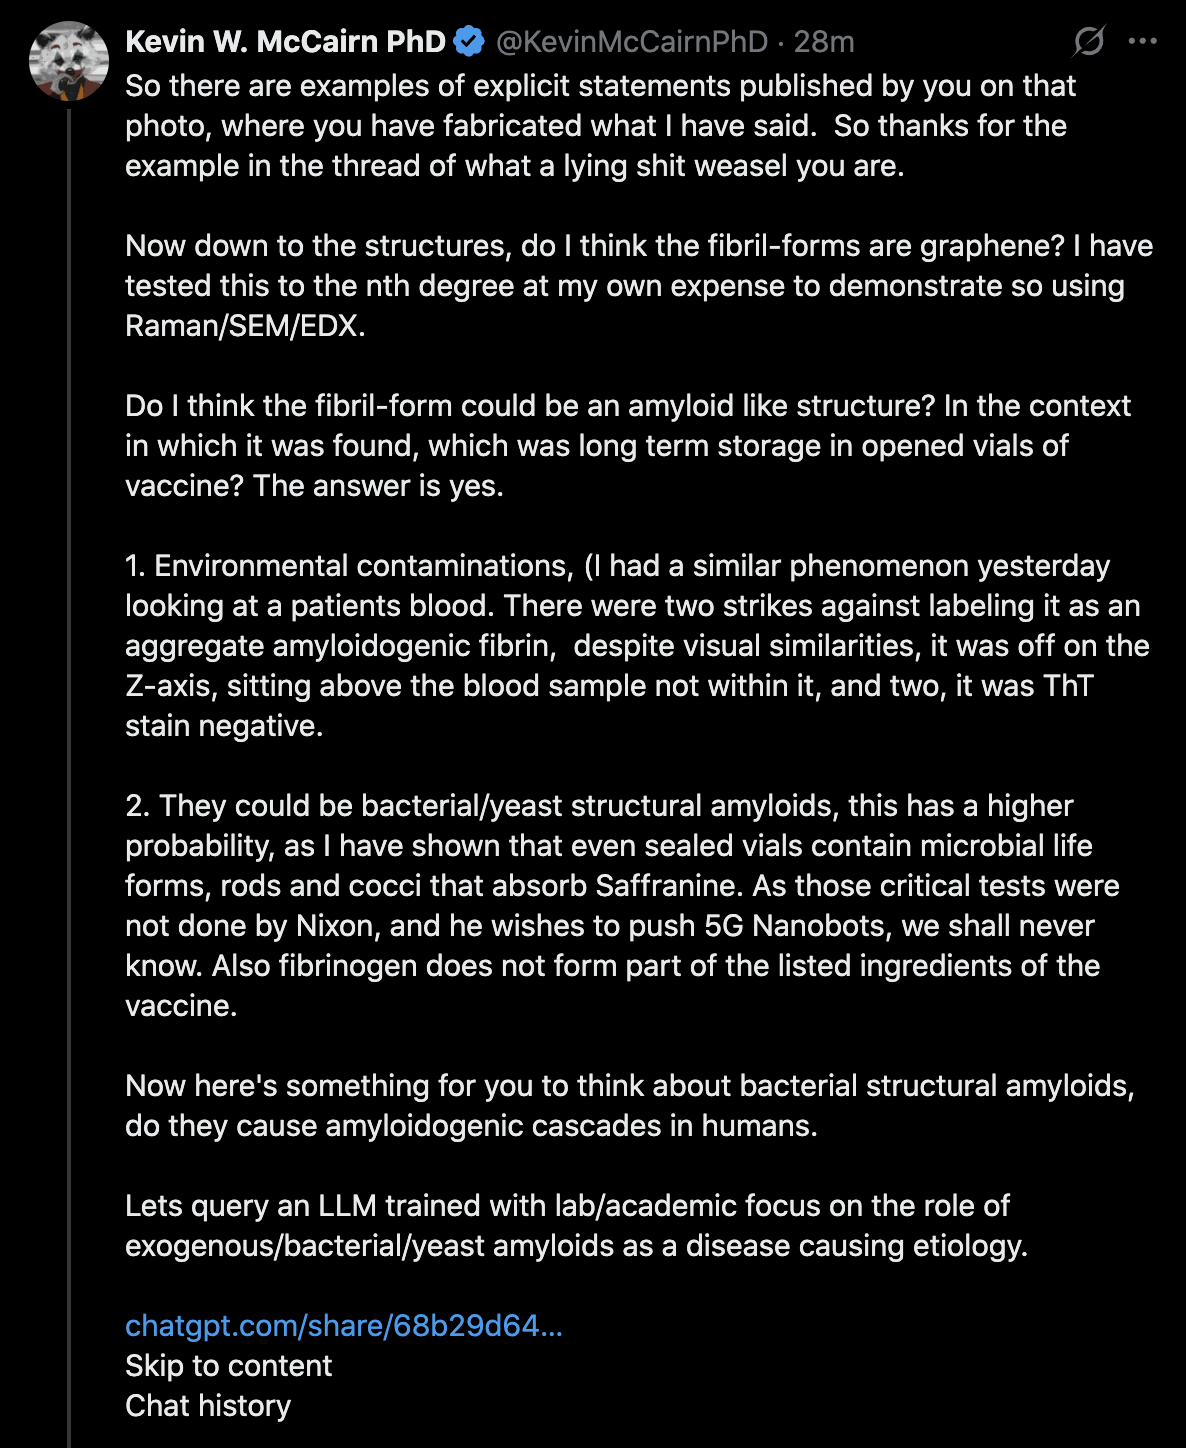 Kevin W. McCairn PhD @KevinMcCairnPhD · 28m
So there are examples of explicit statements published by you on that
photo, where you have fabricated what I have said.  So thanks for the
example in the thread of what a lying shit weasel you are.
Now down to the structures, do I think the fibril-forms are graphene? I have
tested this to the nth degree at my own expense to demonstrate so using
Raman/SEM/EDX.
Do I think the fibril-form could be an amyloid like structure? In the context
in which it was found, which was long term storage in opened vials of
vaccine? The answer is yes.
1. Environmental contaminations, (I had a similar phenomenon yesterday
looking at a patients blood. There were two strikes against labeling it as an
aggregate amyloidogenic fibrin,  despite visual similarities, it was off on the
Z-axis, sitting above the blood sample not within it, and two, it was ThT
stain negative.
2. They could be bacterial/yeast structural amyloids, this has a higher
probability, as I have shown that even sealed vials contain microbial life
forms, rods and cocci that absorb Saffranine. As those critical tests were
not done by Nixon, and he wishes to push 5G Nanobots, we shall never
know. Also fibrinogen does not form part of the listed ingredients of the
vaccine.
Now here's something for you to think about bacterial structural amyloids,
do they cause amyloidogenic cascades in humans.
Lets query an LLM trained with lab/academic focus on the role of
exogenous/bacterial/yeast amyloids as a disease causing etiology.
chatgpt.com/share/68b29d64...
Skip to content
Chat history